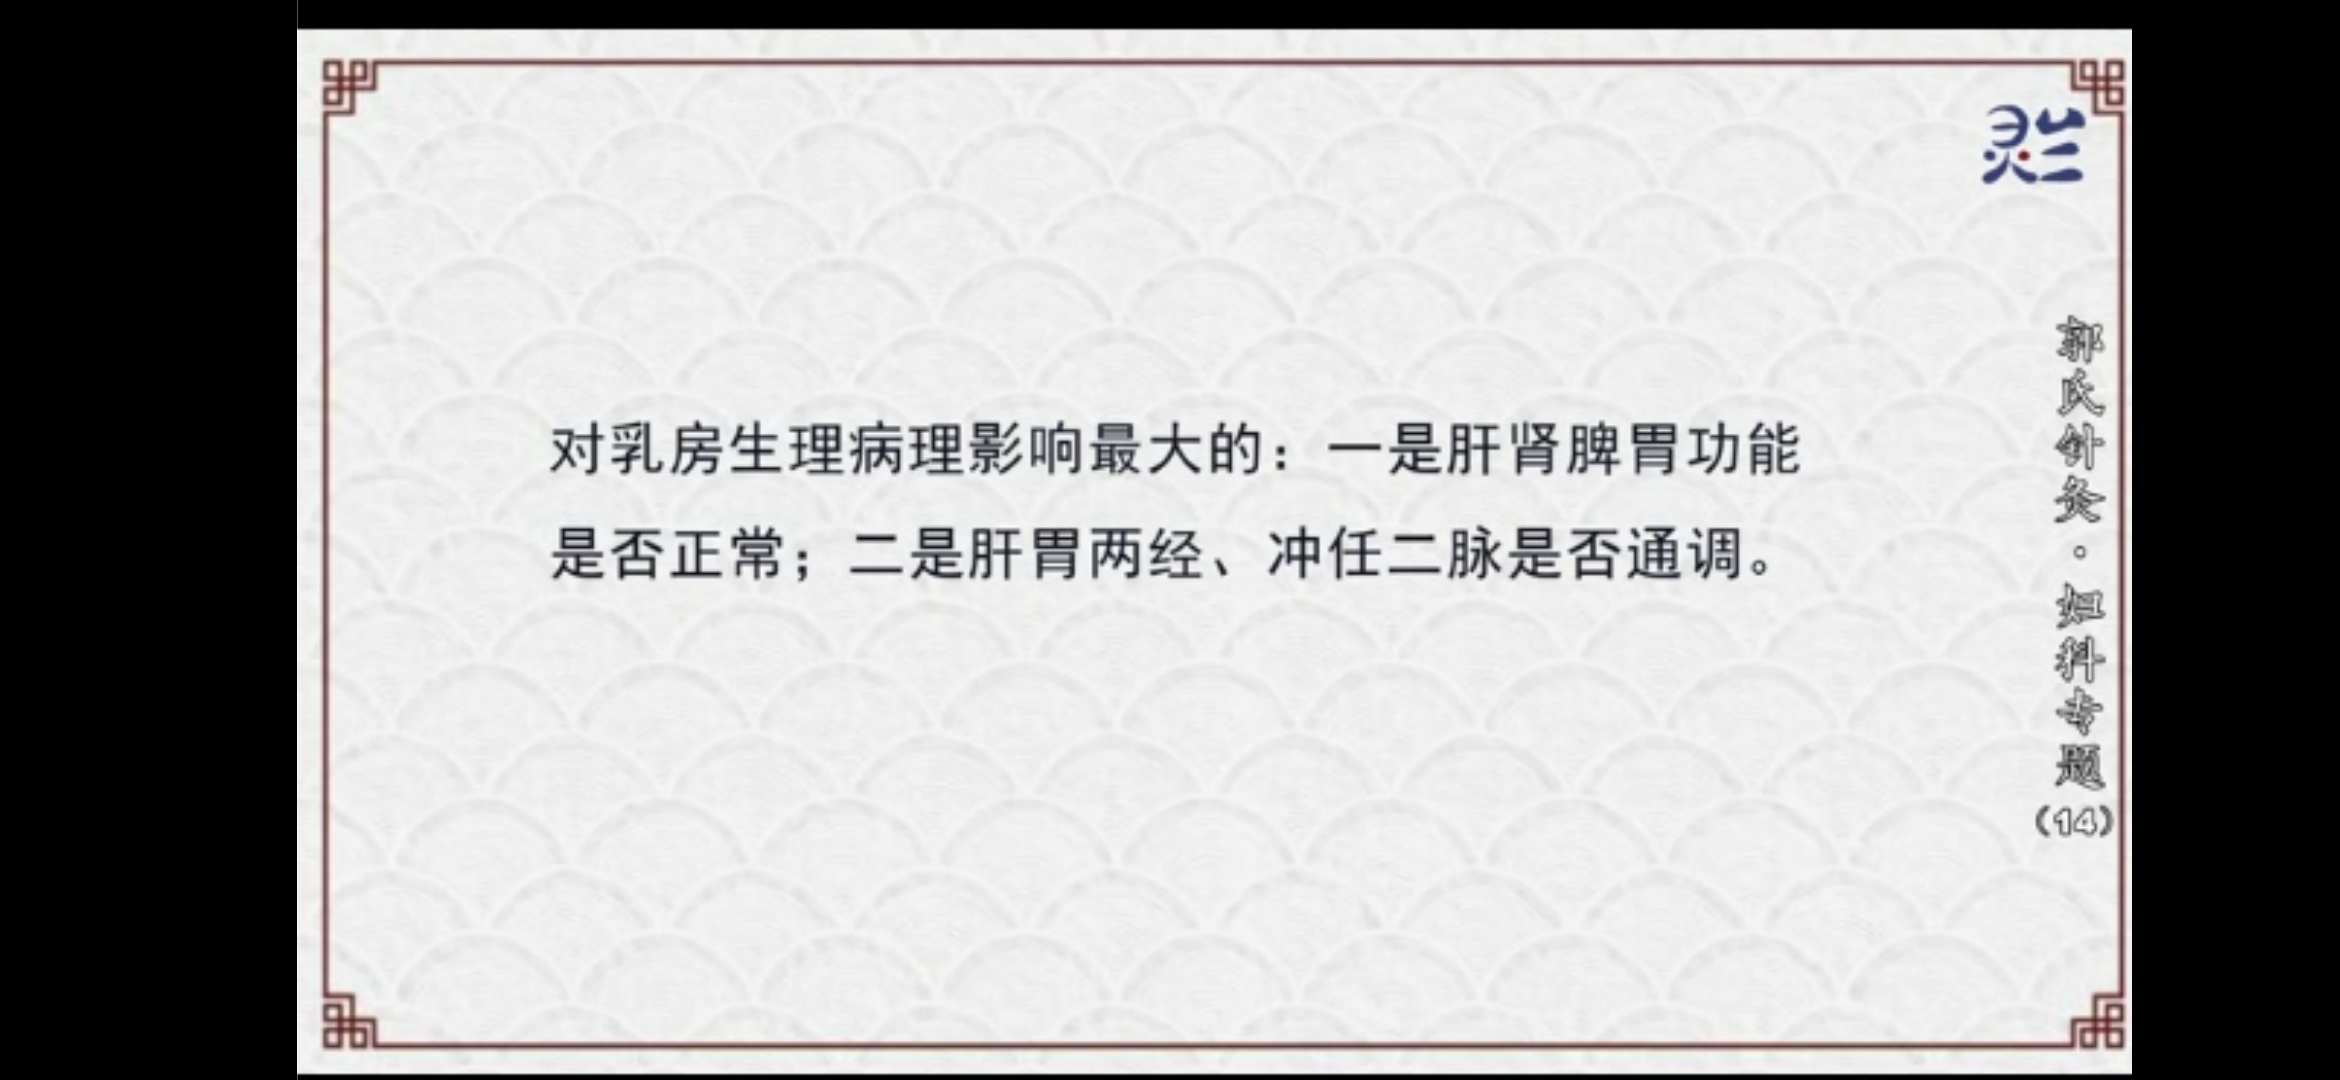 对乳房生理病理影响最大的：一是肝肾脾胃功能
是否正常；二是肝胃两经、冲任二脉是否通调。
郭氏针灸·妇科专题(14)